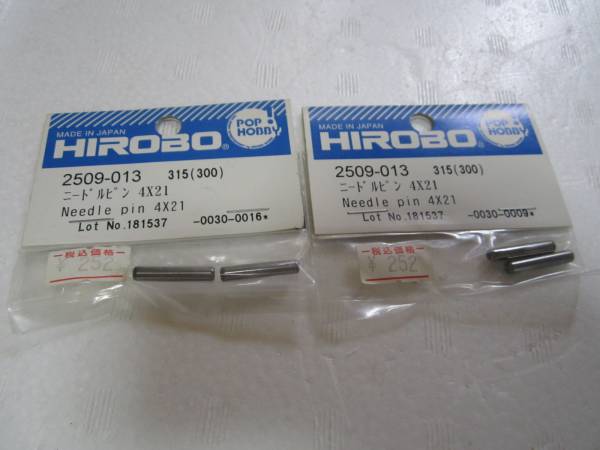 MADE IN JAPAN
HIROBO®
POP!
HOBBY
2509-013 315(300)
ニードルピン 4X21
Needle pin 4X21
Lot No.181537 -0030-0016*
税込価格
¥ 252
MADE IN JAPAN
HIROBO®
POP!
HOBBY
2509-013 315(300)
ニードルピン 4X21
Needle pin 4X21
Lot No.181537 -0030-0009*
税込価格
¥ 252